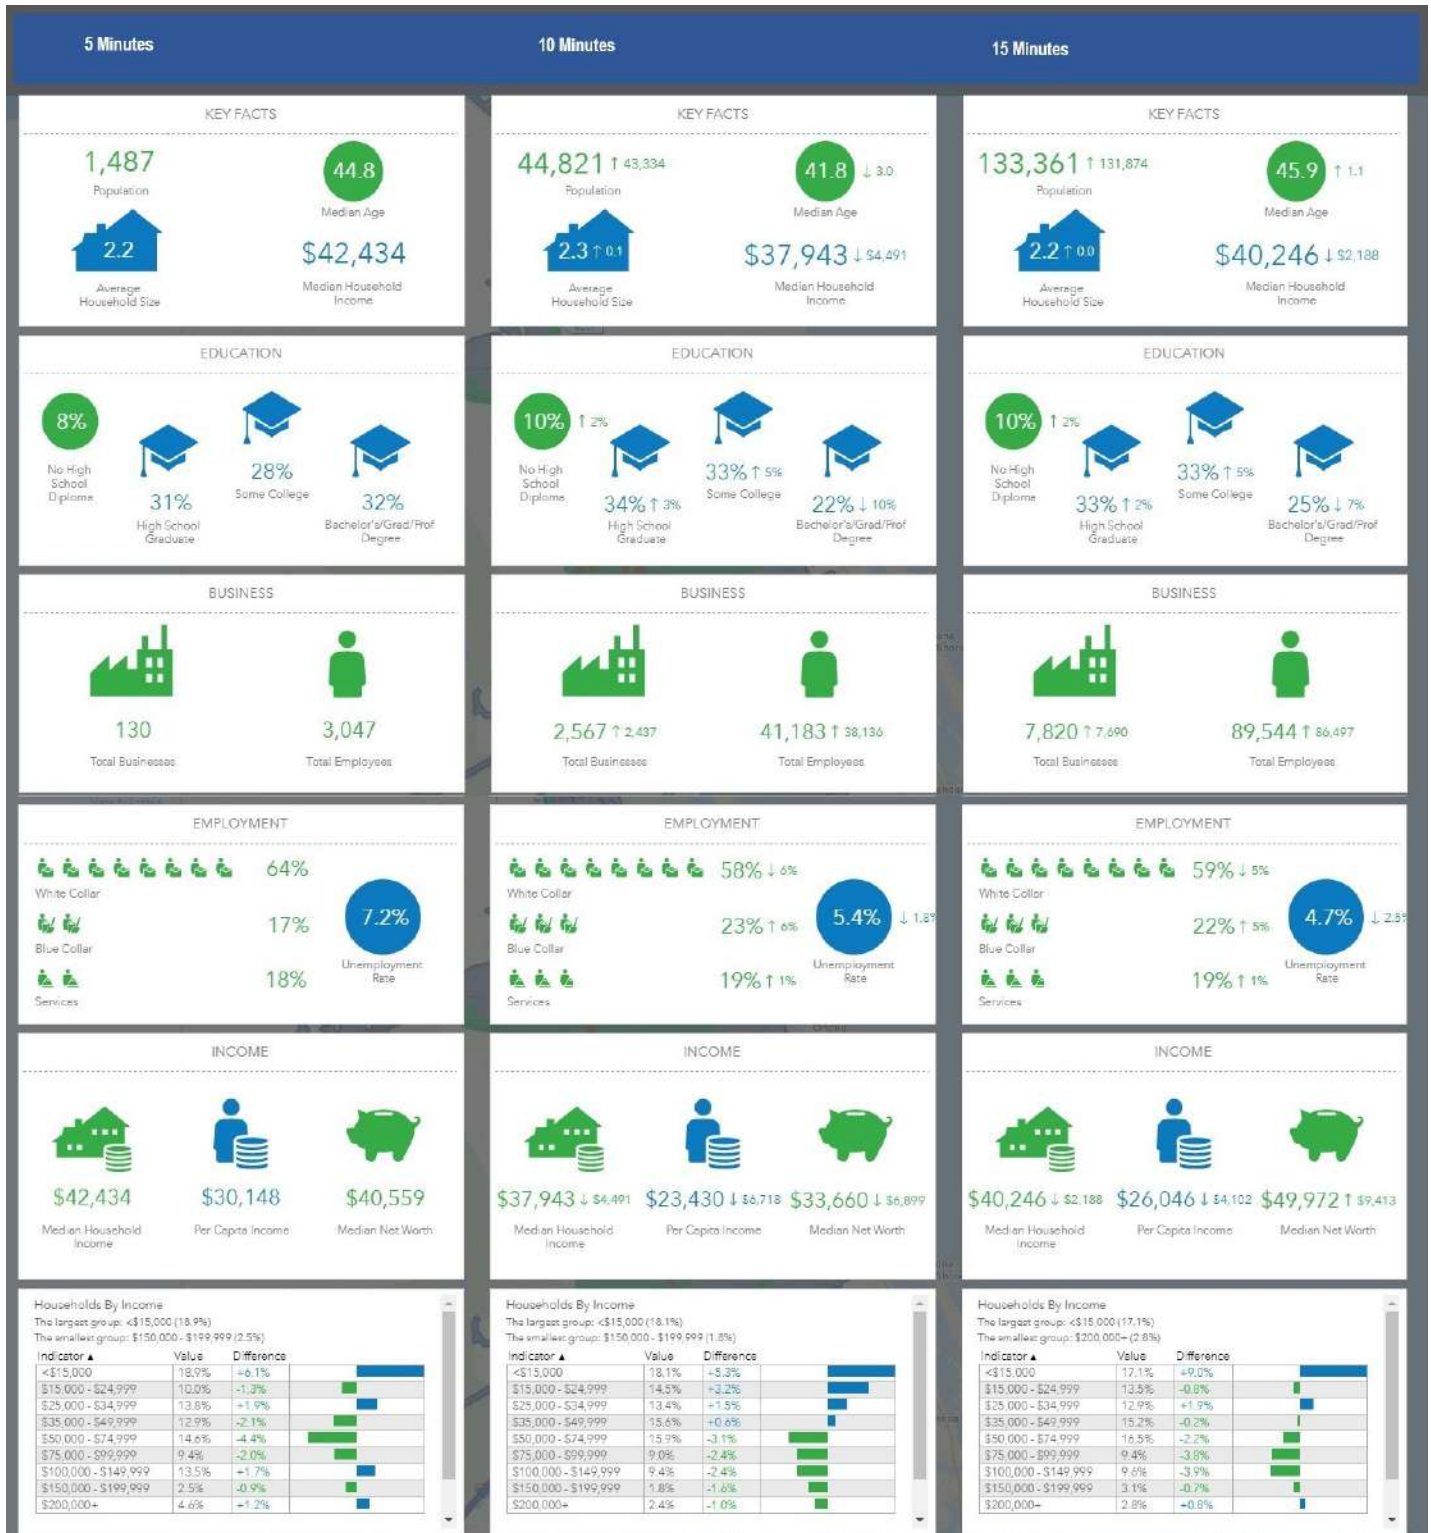 5 Minutes
10 Minutes
15 Minutes
KEY FACTS
1,487
Population
44.8
Median Age
2.2
Average
Household Size
$42,434
Median Household
Income
KEY FACTS
44,821 ↑ 43,334
Population
41.8 ↓ 3.0
Median Age
2.3 ↑ 0.1
Average
Household Size
$37,943 ↓ $4,491
Median Household
Income
KEY FACTS
133,361 ↑ 131,874
Population
45.9 ↑ 1.1
Median Age
2.2 ↑ 0.0
Average
Household Size
$40,246 ↓ $2,188
Median Household
Income
EDUCATION
8%
No High
School
Diploma
31%
High School
Graduate
28%
Some College
32%
Bachelor's/Grad/Prof
Degree
EDUCATION
10% ↑ 2%
No High
School
Diploma
34% ↑ 3%
High School
Graduate
33% ↑ 5%
Some College
22% ↓ 10%
Bachelor's/Grad/Prof
Degree
EDUCATION
10% ↑ 2%
No High
School
Diploma
33% ↑ 2%
High School
Graduate
33% ↑ 5%
Some College
25% ↓ 7%
Bachelor's/Grad/Prof
Degree
BUSINESS
130
Total Businesses
3,047
Total Employees
BUSINESS
2,567 ↑ 2,437
Total Businesses
41,183 ↑ 38,136
Total Employees
BUSINESS
7,820 ↑ 7,690
Total Businesses
89,544 ↑ 86,497
Total Employees
EMPLOYMENT
64%
White Collar
17%
Blue Collar
18%
Services
7.2%
Unemployment
Rate
EMPLOYMENT
58% ↓ 6%
White Collar
23% ↑ 6%
Blue Collar
19% ↑ 1%
Services
5.4% ↓ 1.8%
Unemployment
Rate
EMPLOYMENT
59% ↓ 5%
White Collar
22% ↑ 5%
Blue Collar
19% ↑ 1%
Services
4.7% ↓
Unemployment
Rate
INCOME
$42,434
Median Household
Income
$30,148
Per Capita Income
$40,559
Median Net Worth
INCOME
$37,943 ↓ $4,491
Median Household
Income
$23,430 ↓ $6,718
Per Capita Income
$33,660 ↓ $6,899
Median Net Worth
INCOME
$40,246 ↓ $2,188
Median Household
Income
$26,046 ↓ $4,102
Per Capita Income
$49,972 ↑ $9,413
Median Net Worth
Households By Income
The largest group: <$15,000 (18.9%)
The smallest group: $150,000 - $199,999 (2.5%)
Indicator ▲ Value Difference
<$15,000 18.9% +6.1%
$15,000 - $24,999 10.0% -1.3%
$25,000 - $34,999 13.8% +1.9%
$35,000 - $49,999 12.9% -2.1%
$50,000 - $74,999 14.6% -4.4%
$75,000 - $99,999 9.4% -2.0%
$100,000 - $149,999 13.5% +1.7%
$150,000 - $199,999 2.5% -0.9%
$200,000+ 4.6% +1.2%
Households By Income
The largest group: <$15,000 (18.1%)
The smallest group: $150,000 - $199,999 (1.8%)
Indicator ▲ Value Difference
<$15,000 18.1% +5.3%
$15,000 - $24,999 14.5% +3.2%
$25,000 - $34,999 13.4% +1.5%
$35,000 - $49,999 15.6% +0.6%
$50,000 - $74,999 15.9% -3.1%
$75,000 - $99,999 9.0% -2.4%
$100,000 - $149,999 9.4% -2.4%
$150,000 - $199,999 1.8% -1.6%
$200,000+ 2.4% -1.0%
Households By Income
The largest group: <$15,000 (17.1%)
The smallest group: $200,000+ (2.8%)
Indicator ▲ Value Difference
<$15,000 17.1% +9.0%
$15,000 - $24,999 13.5% -0.8%
$25,000 - $34,999 12.9% +1.9%
$35,000 - $49,999 15.2% -0.2%
$50,000 - $74,999 16.5% -2.2%
$75,000 - $99,999 9.4% -3.8%
$100,000 - $149,999 9.6% -3.9%
$150,000 - $199,999 3.1% -0.7%
$200,000+ 2.8% +0.8%